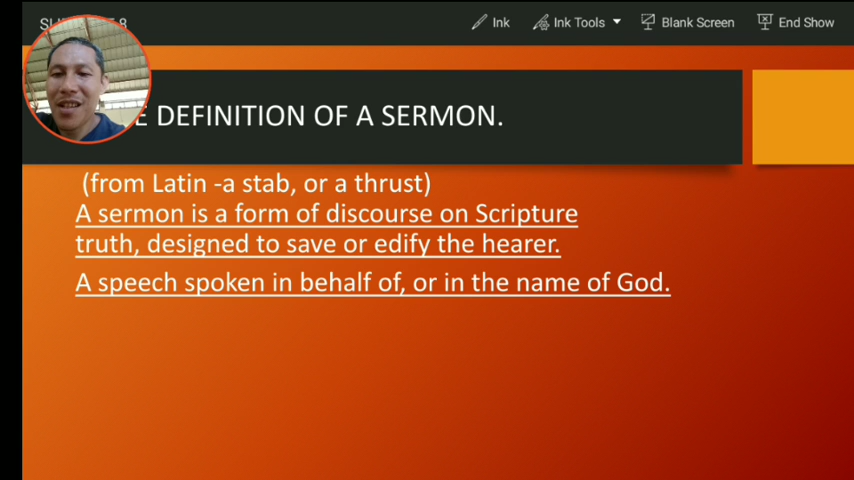 Ink
Ink Tools
Blank Screen
End Show
DEFINITION OF A SERMON.
(from Latin -a stab, or a thrust)
A sermon is a form of discourse on Scripture
truth, designed to save or edify the hearer.
A speech spoken in behalf of, or in the name of God.